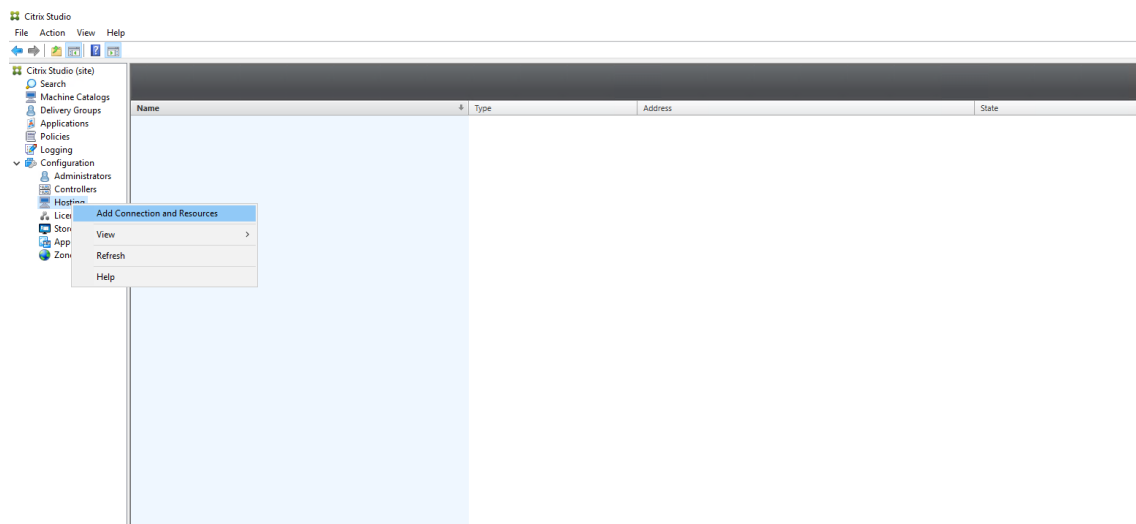 Citrix Studio
File Action View Help
Citrix Studio (site)
Search
Machine Catalogs
Delivery Groups
Applications
Policies
Logging
Configuration
Administrators
Controllers
Hosting
Add Connection and Resources
View
Refresh
Help
Name Type Address State